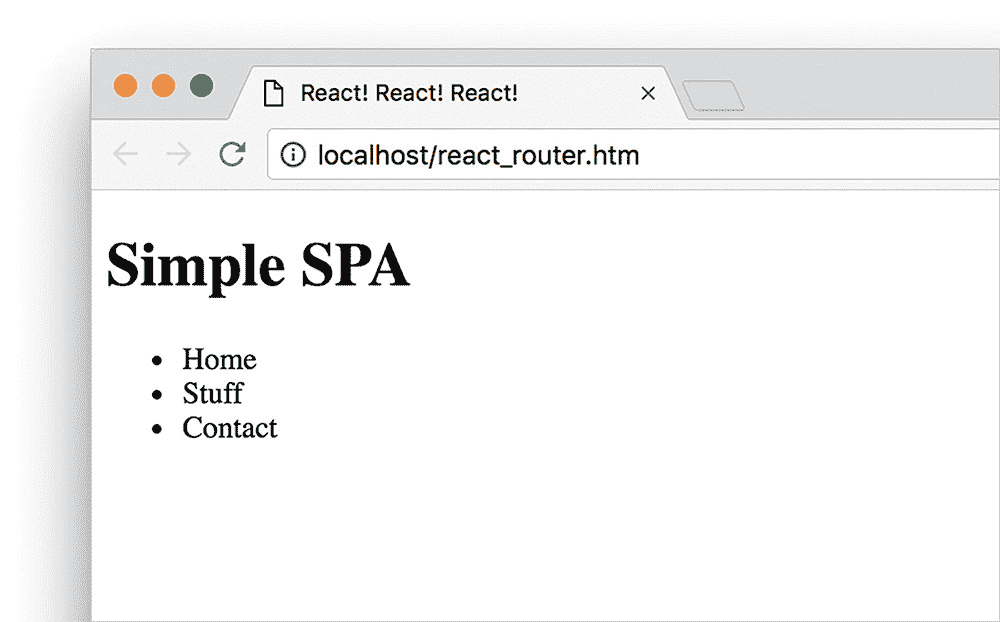 React! React! React!
localhost/react_router.htm
Simple SPA
Home
Stuff
Contact